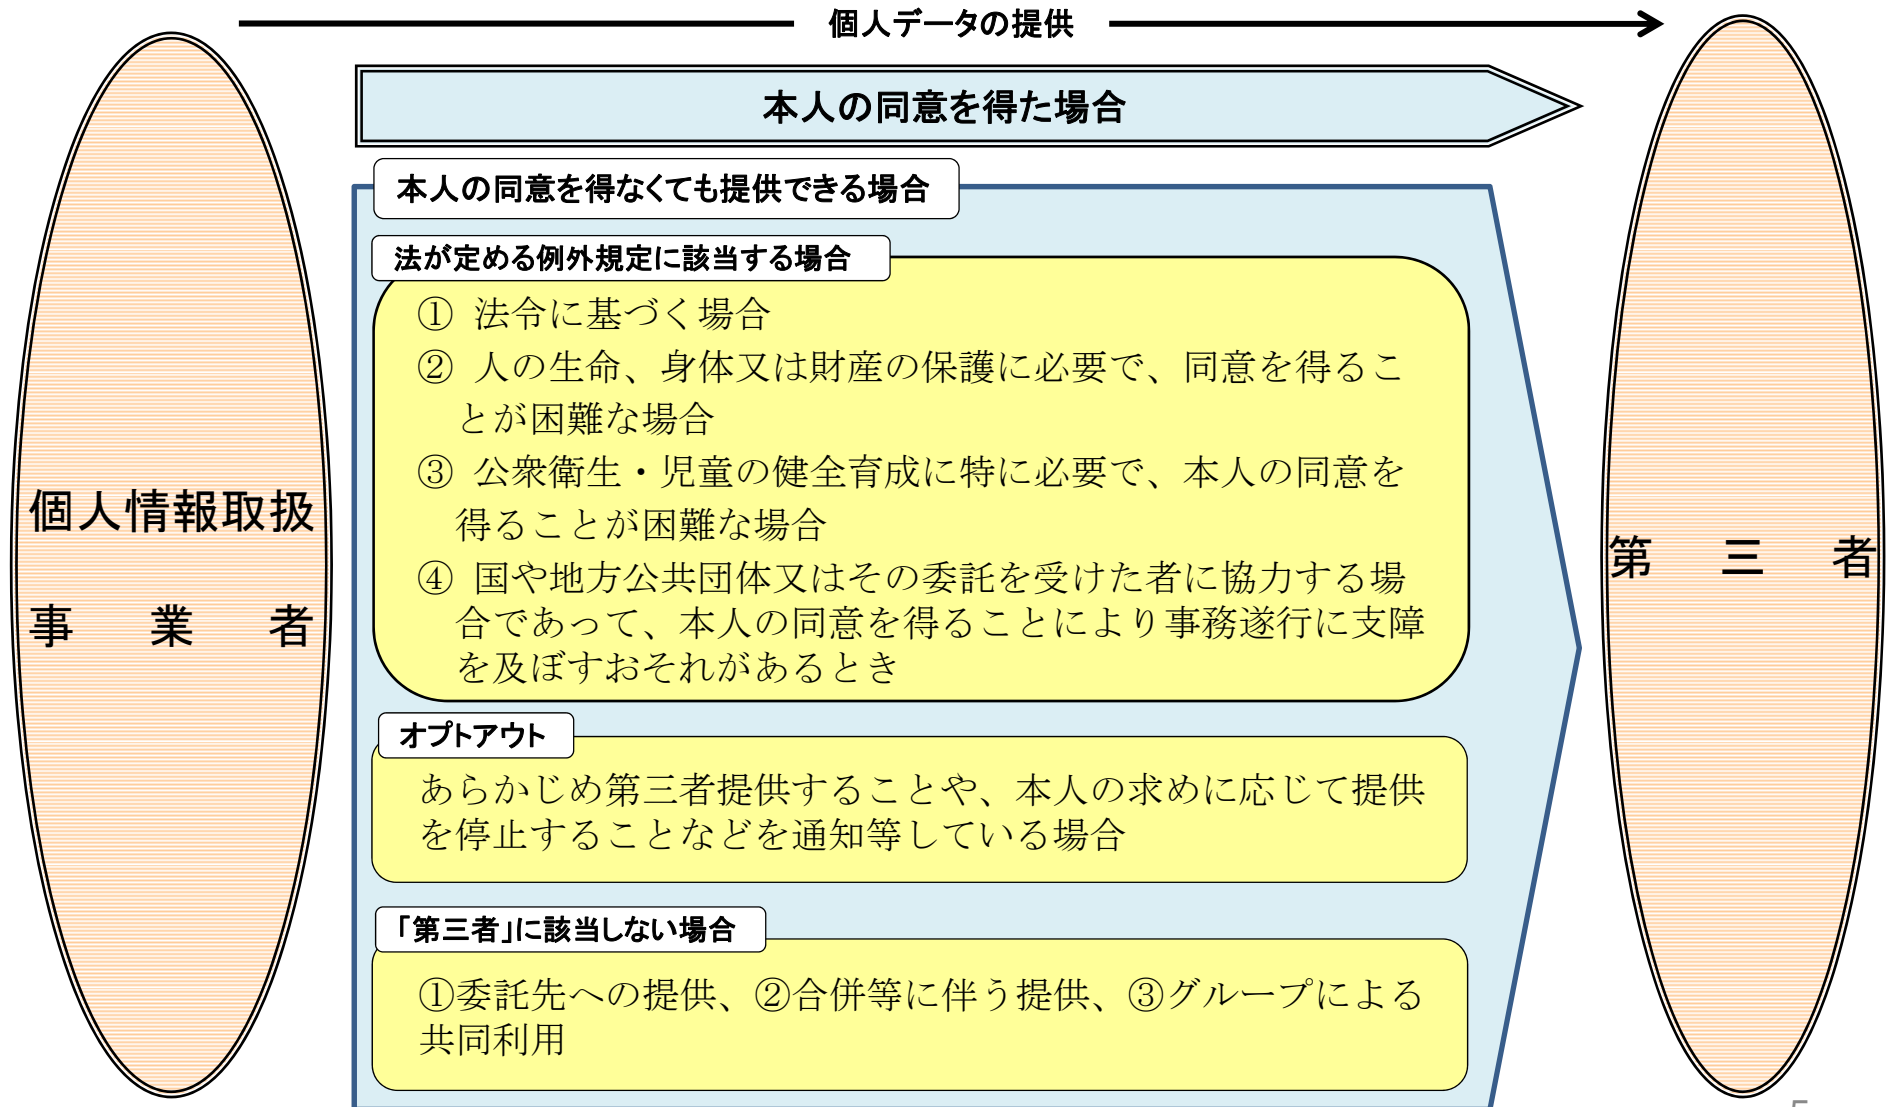 個人データの提供
本人の同意を得た場合
本人の同意を得なくても提供できる場合
法が定める例外規定に該当する場合
① 法令に基づく場合
② 人の生命、身体又は財産の保護に必要で、同意を得るこ
とが困難な場合
③ 公衆衛生・児童の健全育成に特に必要で、本人の同意を
得ることが困難な場合
④ 国や地方公共団体又はその委託を受けた者に協力する場
合であって、本人の同意を得ることにより事務遂行に支障
を及ぼすおそれがあるとき
オプトアウト
あらかじめ第三者提供することや、本人の求めに応じて提供
を停止することなどを通知等している場合
「第三者」に該当しない場合
①委託先への提供、②合併等に伴う提供、③グループによる
共同利用
個人情報取扱
事業者
第三者